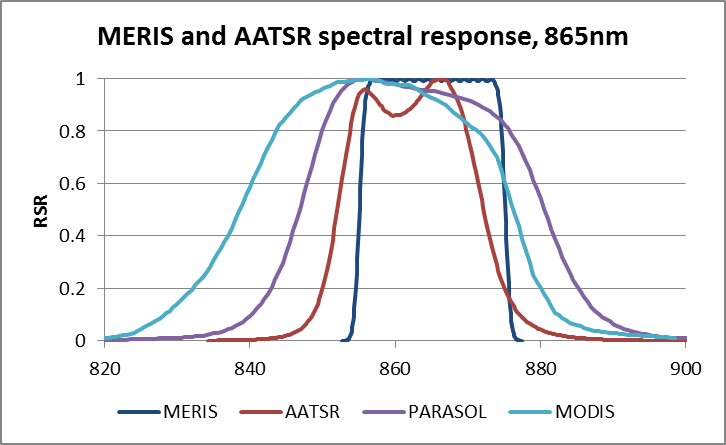 MERIS and AATSR spectral response, 865nm
1
0.8
0.6
0.4
0.2
0
RSR
820 840 860 880 900
MERIS AATSR PARASOL MODIS